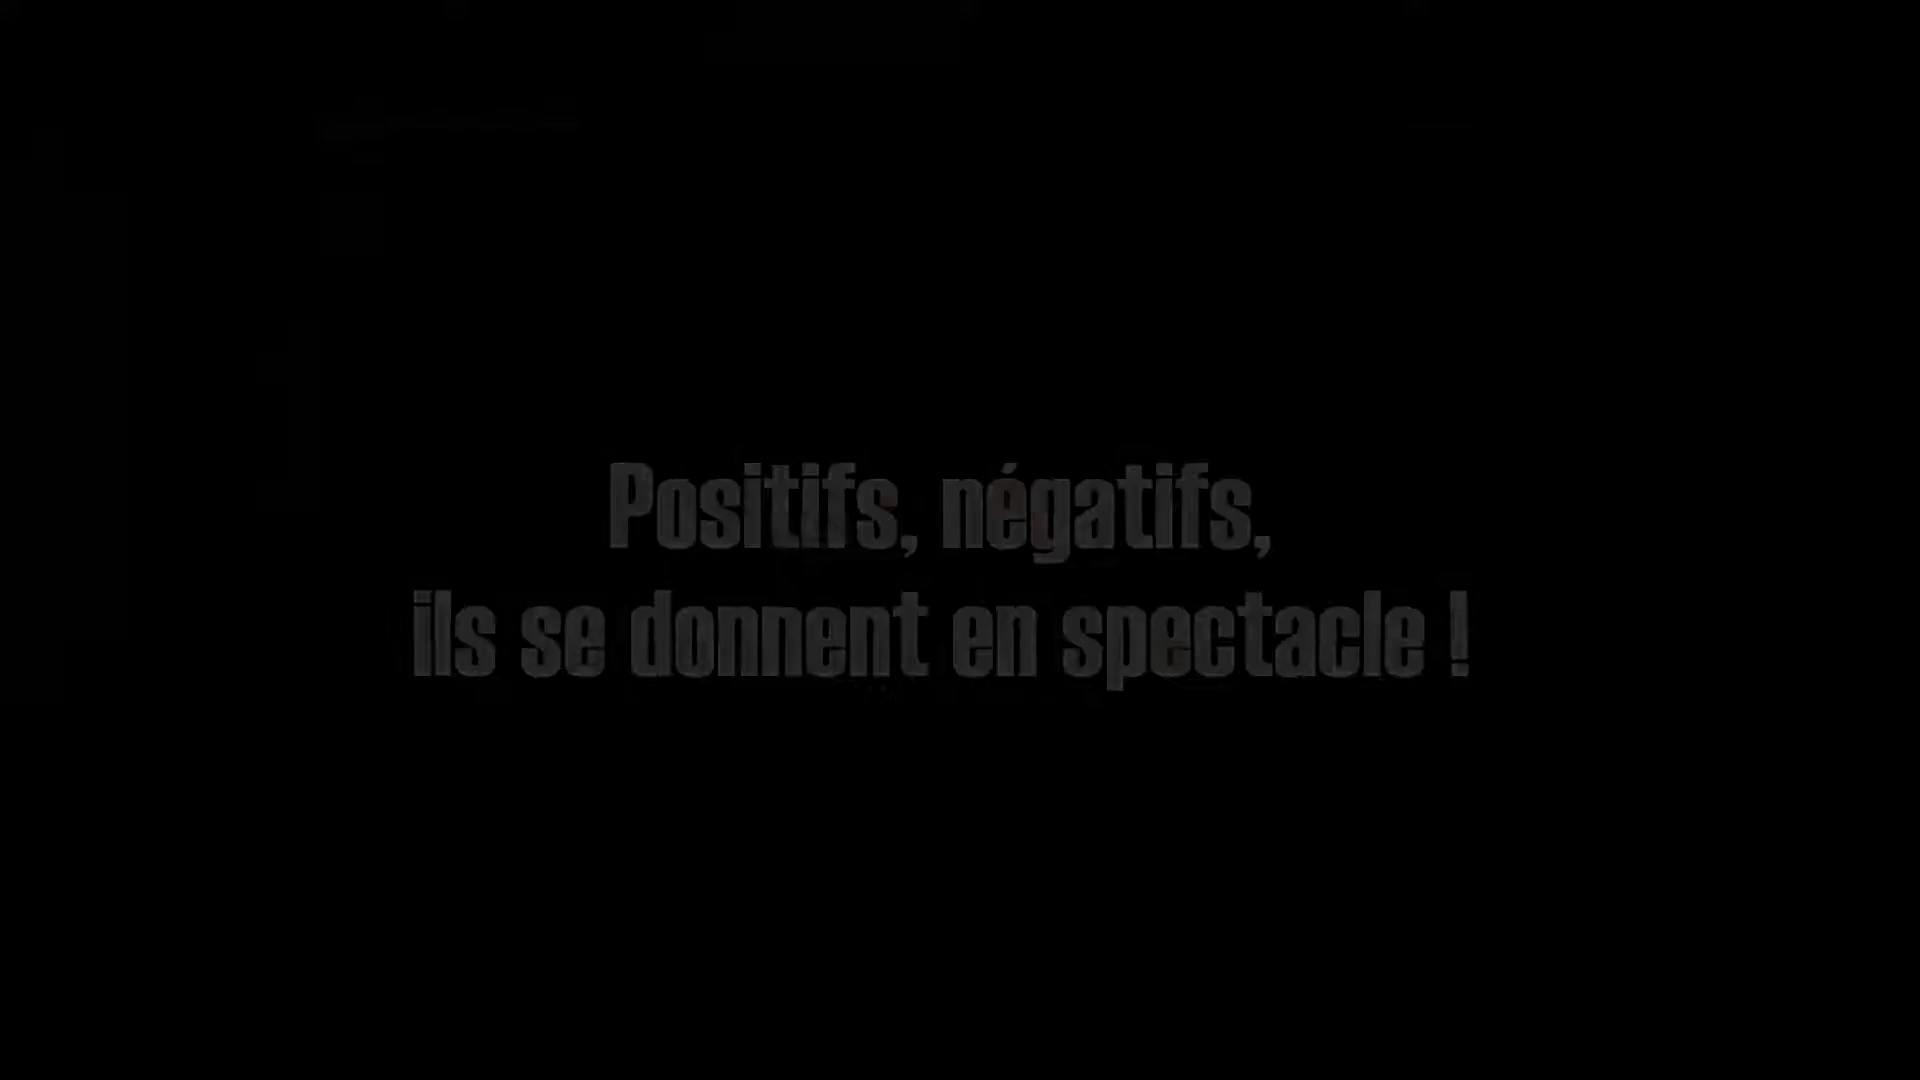 Positifs, négatifs,
ils se donnent en spectacle !